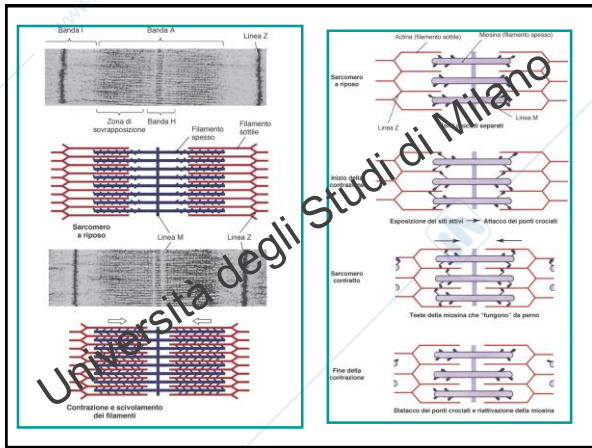 Banda I
Banda A
Linea Z
Zona di
sovrapposizione
Banda H
Filamento
spesso
Filamento
sottile
Sarcomero
a riposo
Linea M
Linea Z
Contrazione e scivolamento
dei filamenti
Actina (filamento sottile)
Miosina (filamento spesso)
Sarcomero
a riposo
Linea Z
Linea M
crociati separati
Inizio della
contrazione
Esposizione dei siti attivi
Attacco dei ponti crociati
Sarcomero
contratto
Teste della miosina che "fungono" da perno
Fine della
contrazione
Distacco dei ponti crociati e riattivazione della miosina
Università degli Studi di Milano